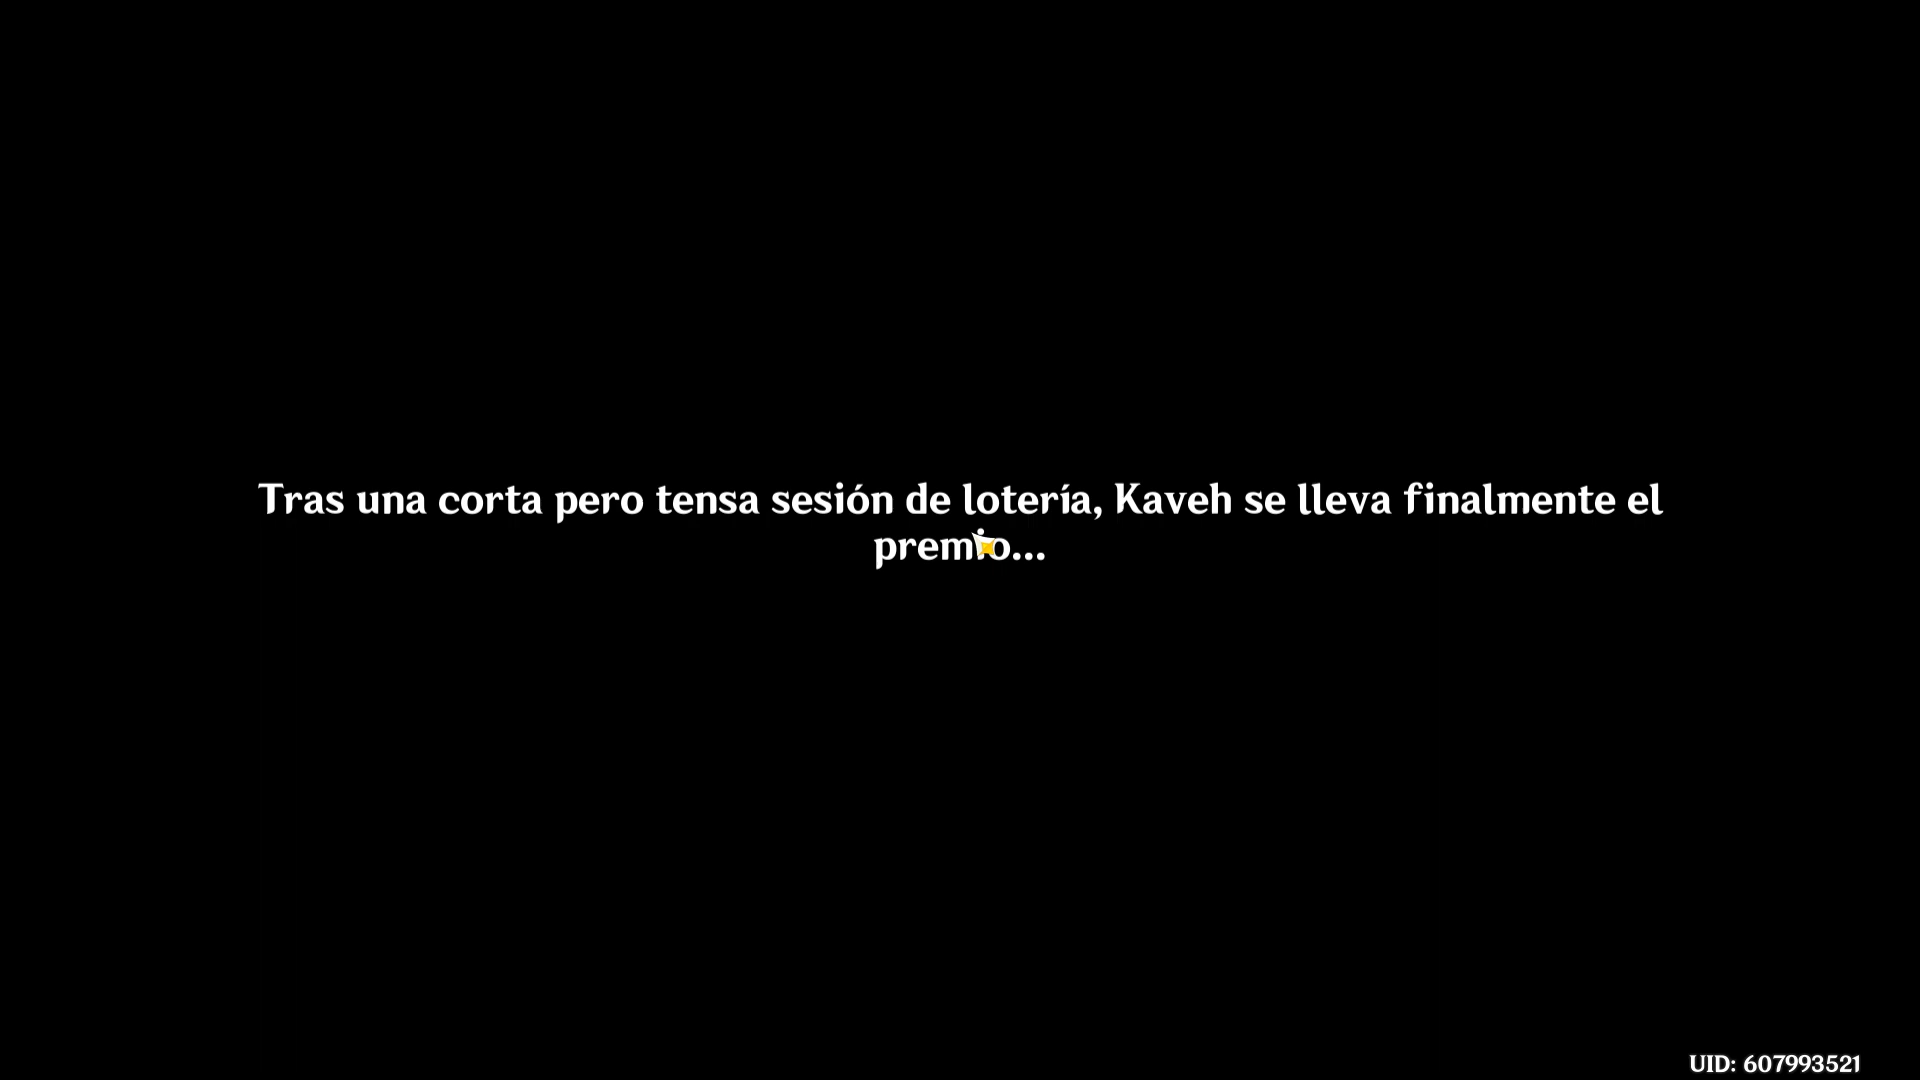 Tras una corta pero tensa sesión de lotería, Kaveh se lleva finalmente el
premio...
UID: 607993521